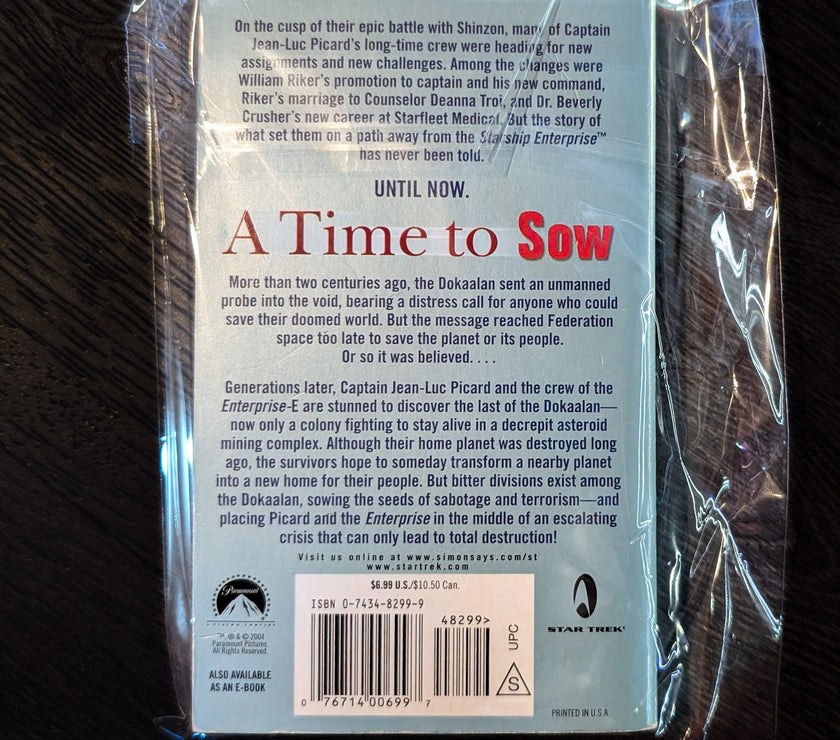 On the cusp of their epic battle with Shinzon, many of Captain
Jean-Luc Picard's long-time crew were heading for new
assignments and new challenges. Among the changes were
William Riker's promotion to captain and his new command,
Riker's marriage to Counselor Deanna Troi, and Dr. Beverly
Crusher's new career at Starfleet Medical. But the story of
what set them on a path away from the Starship Enterprise™
has never been told.
UNTIL NOW.
A Time to Sow
More than two centuries ago, the Dokaalan sent an unmanned
probe into the void, bearing a distress call for anyone who could
save their doomed world. But the message reached Federation
space too late to save the planet or its people.
Or so it was believed. . . .
Generations later, Captain Jean-Luc Picard and the crew of the
Enterprise-E are stunned to discover the last of the Dokaalan—
now only a colony fighting to stay alive in a decrepit asteroid
mining complex. Although their home planet was destroyed long
ago, the survivors hope to someday transform a nearby planet
into a new home for their people. But bitter divisions exist among
the Dokaalan, sowing the seeds of sabotage and terrorism—and
placing Picard and the Enterprise in the middle of an escalating
crisis that can only lead to total destruction!
Visit us online at www.simonsays.com/st
www.startrek.com
$6.99 U.S./$10.50 Can.
ISBN 0-7434-8299-9
48299>
UPC
S
0 76714 00699 7
Paramount
™, ® & © 2004
Paramount Pictures.
All Rights Reserved.
ALSO AVAILABLE
AS AN E-BOOK
STAR TREK®
PRINTED IN U.S.A.